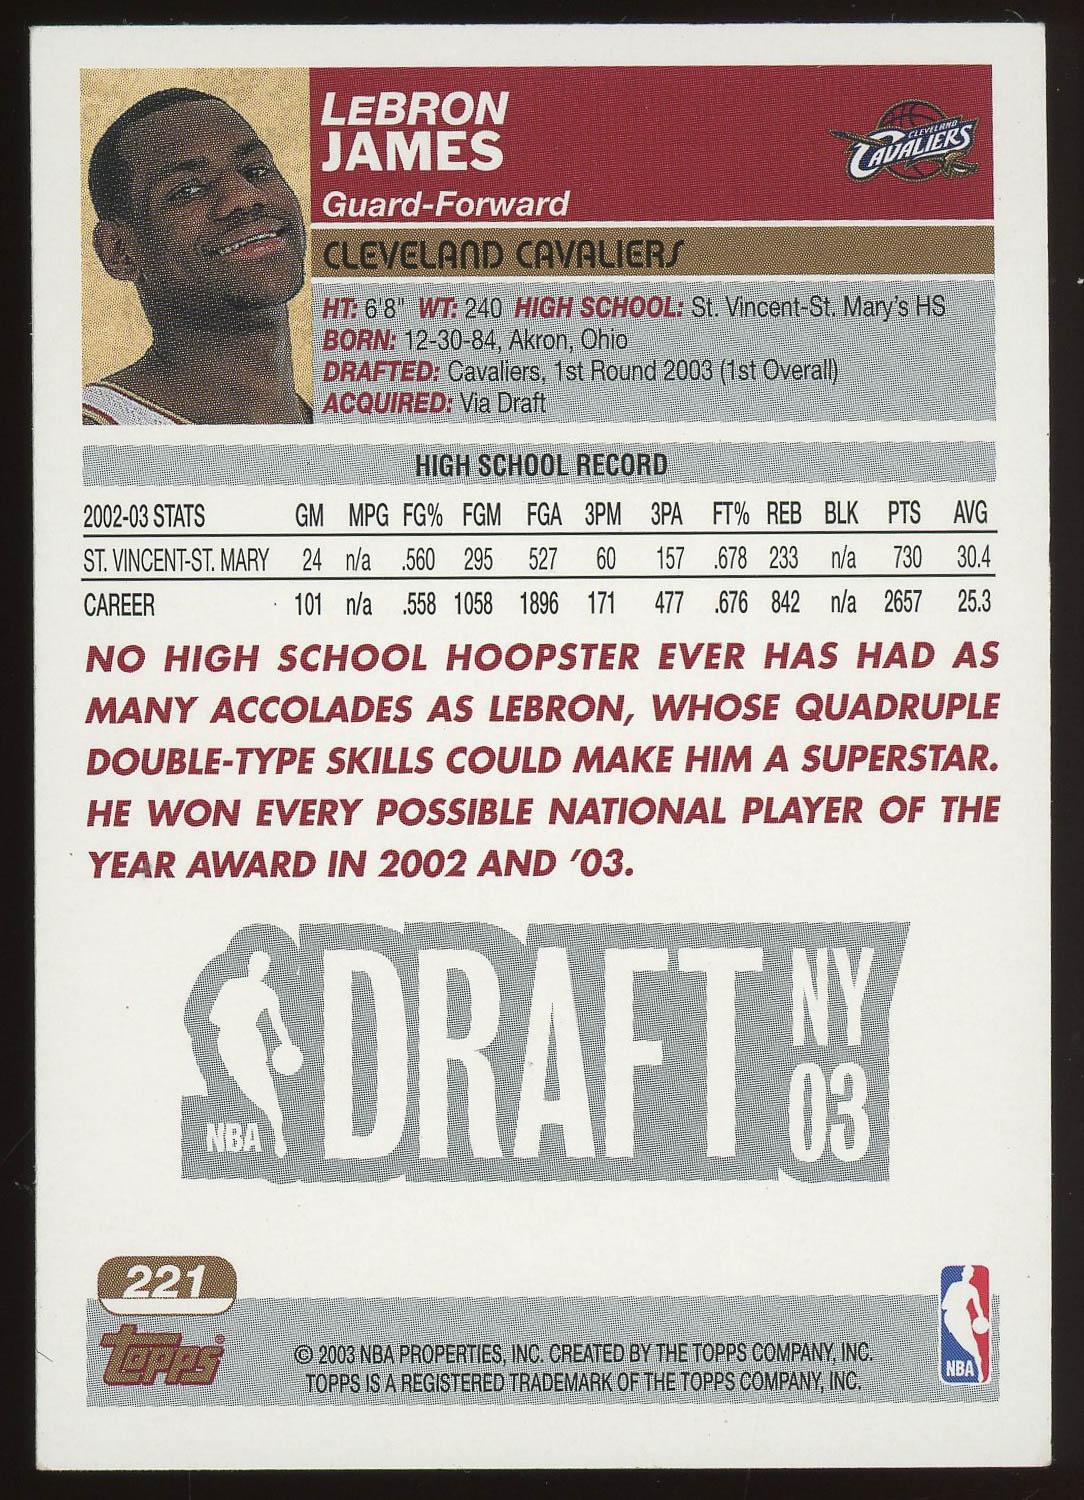 LEBRON
JAMES
Guard-Forward
CLEVELAND
CAVALIERS
CLEVELAND CAVALIERS
HT: 6'8" WT: 240 HIGH SCHOOL: St. Vincent-St. Mary's HS
BORN: 12-30-84, Akron, Ohio
DRAFTED: Cavaliers, 1st Round 2003 (1st Overall)
ACQUIRED: Via Draft
HIGH SCHOOL RECORD
2002-03 STATS GM MPG FG% FGM FGA 3PM 3PA FT% REB BLK PTS AVG
ST. VINCENT-ST. MARY 24 n/a .560 295 527 60 157 .678 233 n/a 730 30.4
CAREER 101 n/a .558 1058 1896 171 477 .676 842 n/a 2657 25.3
NO HIGH SCHOOL HOOPSTER EVER HAS HAD AS
MANY ACCOLADES AS LEBRON, WHOSE QUADRUPLE
DOUBLE-TYPE SKILLS COULD MAKE HIM A SUPERSTAR.
HE WON EVERY POSSIBLE NATIONAL PLAYER OF THE
YEAR AWARD IN 2002 AND '03.
NBA DRAFT NY
03
221
Topps®
© 2003 NBA PROPERTIES, INC. CREATED BY THE TOPPS COMPANY, INC.
TOPPS IS A REGISTERED TRADEMARK OF THE TOPPS COMPANY, INC.
NBA